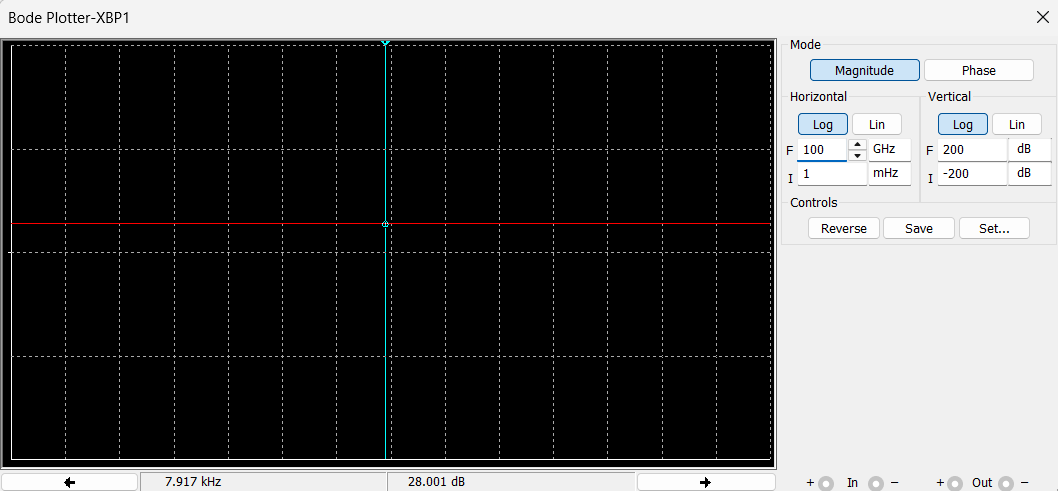 Bode Plotter-XBP1
Mode
Magnitude Phase
Horizontal Vertical
Log Lin Log Lin
F 100 GHz F 200 dB
I 1 mHz I -200 dB
Controls
Reverse Save Set...
7.917 kHz 28.001 dB
+ In − + Out −